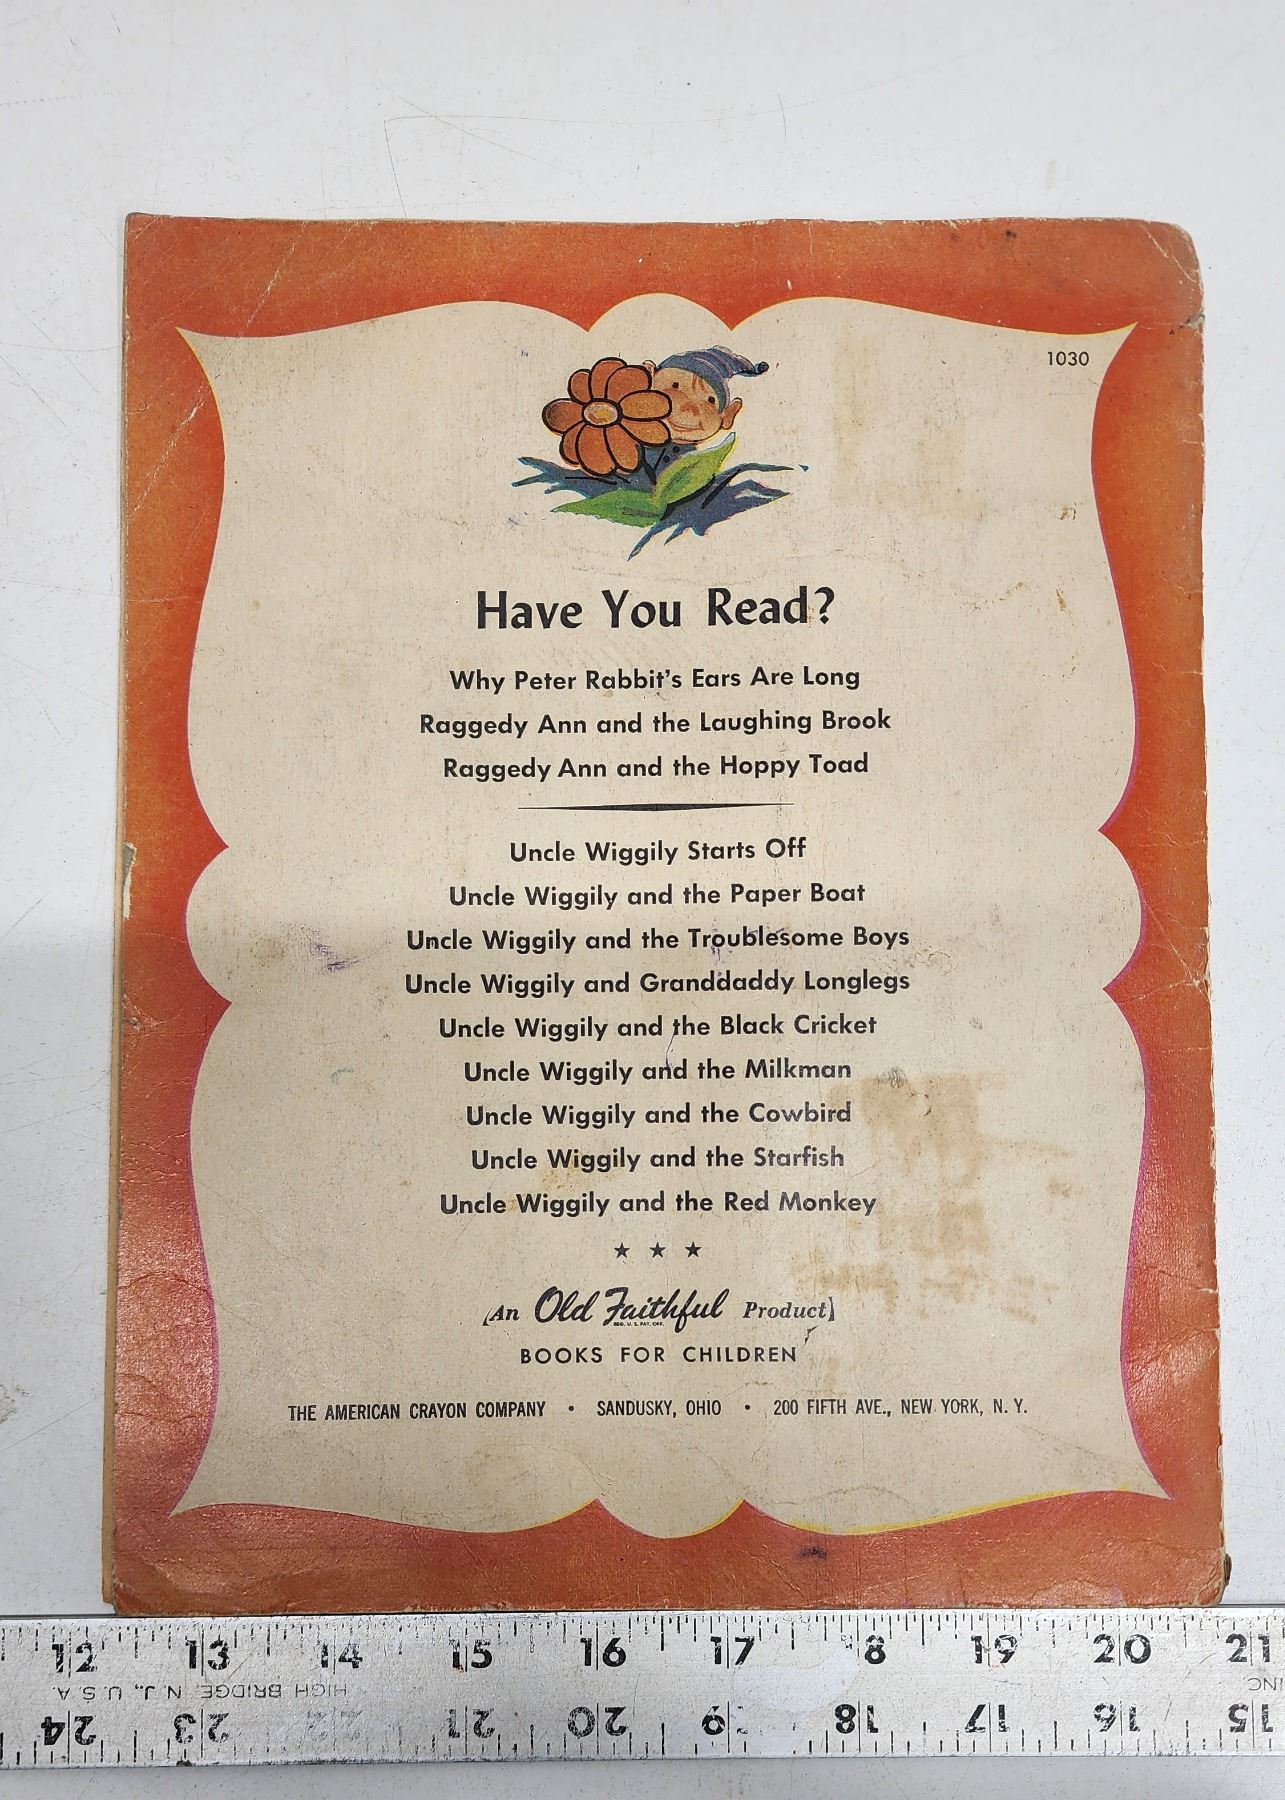 1030
Have You Read?
Why Peter Rabbit's Ears Are Long
Raggedy Ann and the Laughing Brook
Raggedy Ann and the Hoppy Toad
Uncle Wiggily Starts Off
Uncle Wiggily and the Paper Boat
Uncle Wiggily and the Troublesome Boys
Uncle Wiggily and Granddaddy Longlegs
Uncle Wiggily and the Black Cricket
Uncle Wiggily and the Milkman
Uncle Wiggily and the Cowbird
Uncle Wiggily and the Starfish
Uncle Wiggily and the Red Monkey
★ ★ ★
[An Old Faithful Product]
REG. U. S. PAT. OFF.
BOOKS FOR CHILDREN
THE AMERICAN CRAYON COMPANY • SANDUSKY, OHIO • 200 FIFTH AVE., NEW YORK, N. Y.
12 13 14 15 16 17 18 19 20 21
HIGH BRIDGE, N.J., U.S.A. INC
24 23 22 21 20 19 18 17 16 15